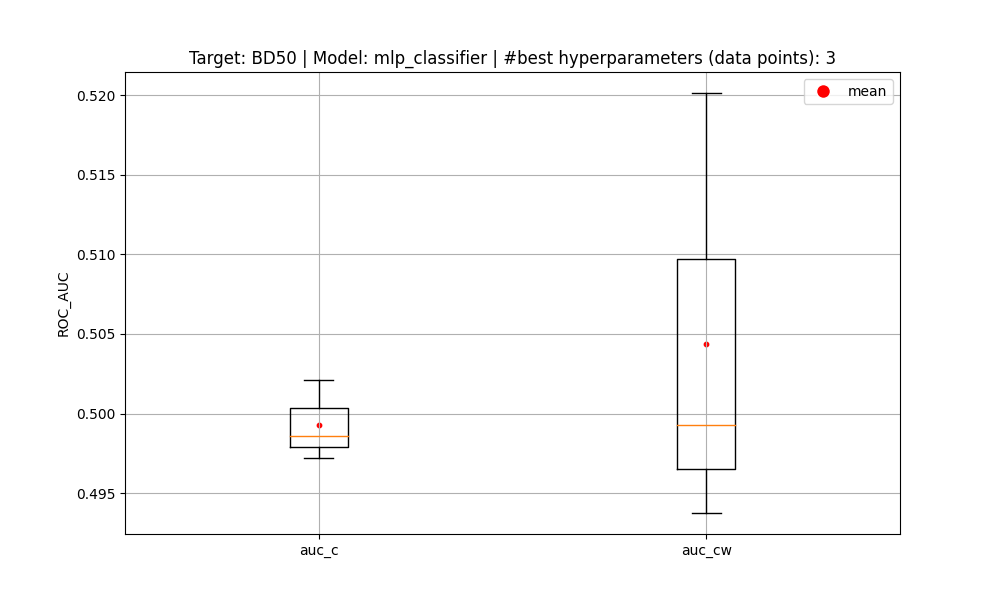 Target: BD50 | Model: mlp_classifier | #best hyperparameters (data points): 3
mean
0.520
0.515
0.510
0.505
0.500
0.495
ROC_AUC
auc_c
auc_cw